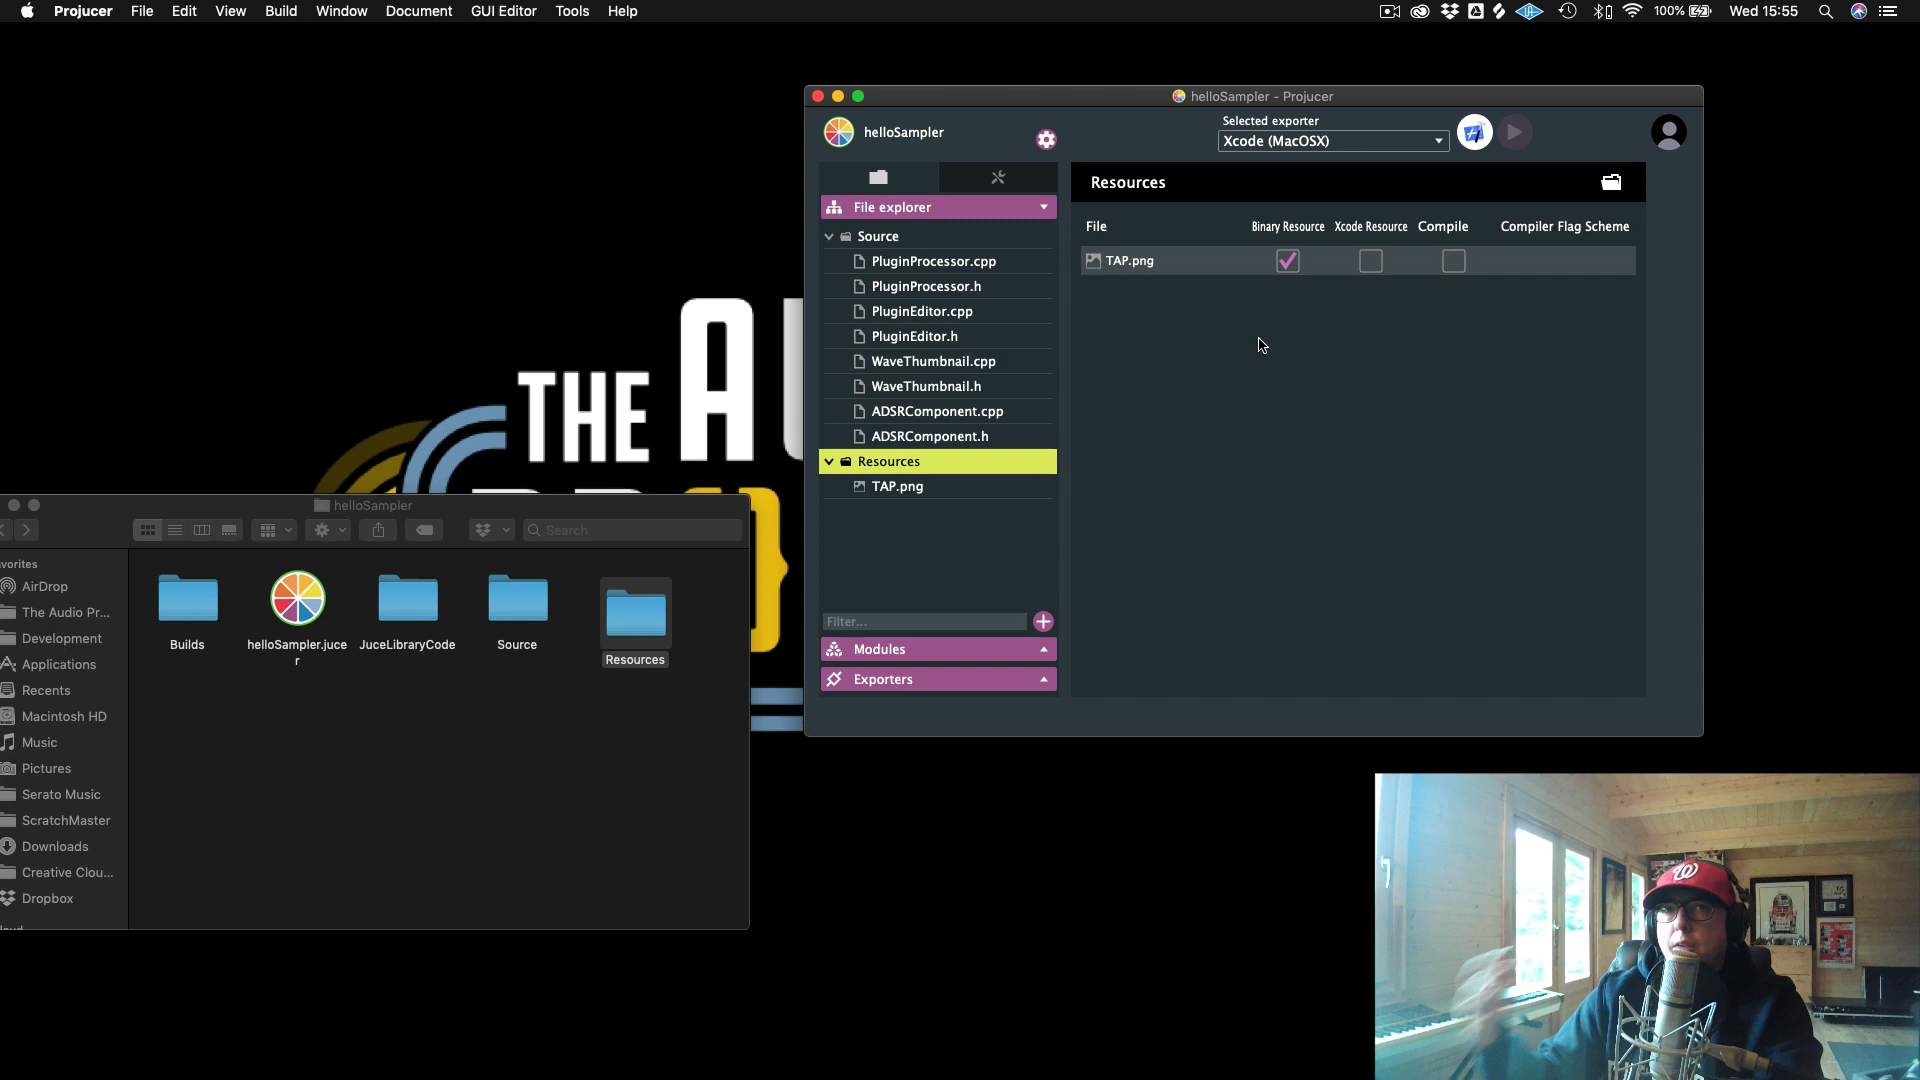 Projucer File Edit View Build Window Document GUI Editor Tools Help 100% Wed 15:55
helloSampler - Projucer
helloSampler
Selected exporter
Xcode (MacOSX)
File explorer
Source
PluginProcessor.cpp
PluginProcessor.h
PluginEditor.cpp
PluginEditor.h
WaveThumbnail.cpp
WaveThumbnail.h
ADSRComponent.cpp
ADSRComponent.h
Resources
TAP.png
Filter...
Modules
Exporters
Resources
File Binary Resource Xcode Resource Compile Compiler Flag Scheme
TAP.png
THE AU
helloSampler
Search
vorites
AirDrop
The Audio Pr...
Development
Applications
Recents
Macintosh HD
Music
Pictures
Serato Music
ScratchMaster
Downloads
Creative Clou...
Dropbox
Builds
helloSampler.juce
r
JuceLibraryCode
Source
Resources
W